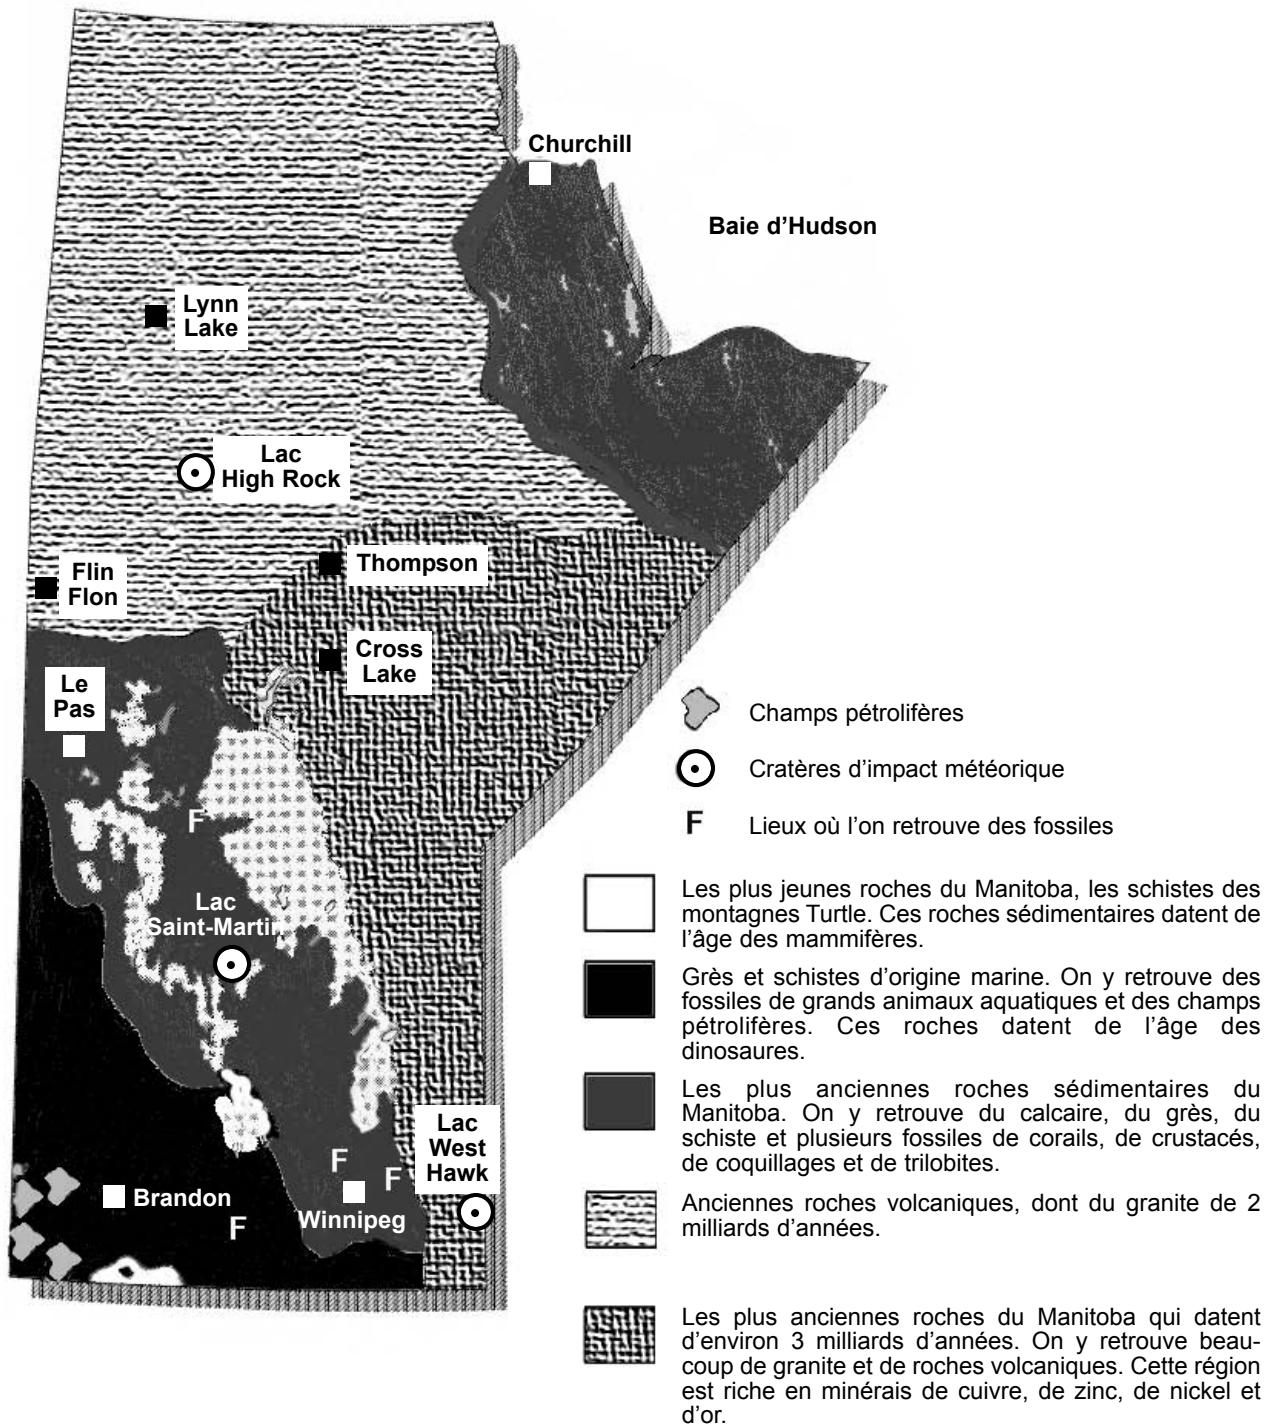 Churchill
Baie d’Hudson
Lynn
Lake
Lac
High Rock
Thompson
Flin
Flon
Cross
Lake
Le
Pas
F
Lac
Saint-Martin
Lac
West
Hawk
F
F
Brandon
Winnipeg
F
Champs pétrolifères
Cratères d’impact météorique
F Lieux où l’on retrouve des fossiles
Les plus jeunes roches du Manitoba, les schistes des
montagnes Turtle. Ces roches sédimentaires datent de
l’âge des mammifères.
Grès et schistes d’origine marine. On y retrouve des
fossiles de grands animaux aquatiques et des champs
pétrolifères. Ces roches datent de l’âge des
dinosaures.
Les plus anciennes roches sédimentaires du
Manitoba. On y retrouve du calcaire, du grès, du
schiste et plusieurs fossiles de corails, de crustacés,
de coquillages et de trilobites.
Anciennes roches volcaniques, dont du granite de 2
milliards d’années.
Les plus anciennes roches du Manitoba qui datent
d’environ 3 milliards d’années. On y retrouve beau-
coup de granite et de roches volcaniques. Cette région
est riche en minérais de cuivre, de zinc, de nickel et
d’or.